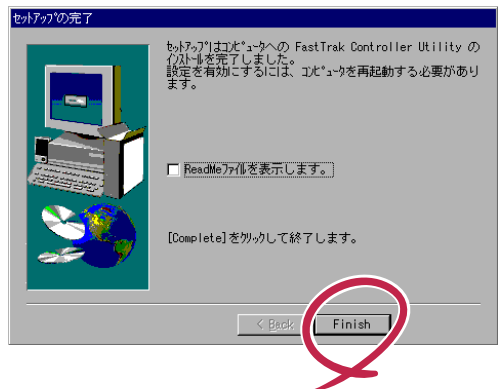 ｾｯﾄｱｯﾌﾟの完了
ｾｯﾄｱｯﾌﾟはｺﾝﾋﾟｭｰﾀへの FastTrak Controller Utility の
ｲﾝｽﾄｰﾙを完了しました。
設定を有効にするには、ｺﾝﾋﾟｭｰﾀを再起動する必要があり
ます。
ReadMeﾌｧｲﾙを表示します。
[Complete]をｸﾘｯｸして終了します。
< Back
Finish